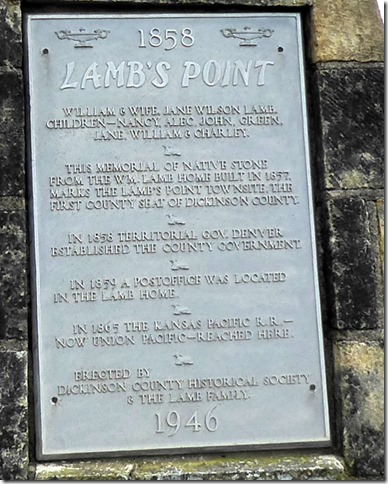 1858
LAMB'S POINT
WILLIAM & WIFE, JANE WILSON LAMB,
CHILDREN—NANCY, ALEC, JOHN, GREEN,
JANE, WILLIAM & CHARLEY.
THIS MEMORIAL OF NATIVE STONE
FROM THE WM. LAMB HOME BUILT IN 1857,
MARKS THE LAMB'S POINT TOWNSITE, THE
FIRST COUNTY SEAT OF DICKINSON COUNTY.
IN 1858 TERRITORIAL GOV. DENVER
ESTABLISHED THE COUNTY GOVERNMENT.
IN 1859 A POSTOFFICE WAS LOCATED
IN THE LAMB HOME.
IN 1865 THE KANSAS PACIFIC R.R.—
NOW UNION PACIFIC—REACHED HERE.
ERECTED BY
DICKINSON COUNTY HISTORICAL SOCIETY
& THE LAMB FAMILY.
1946